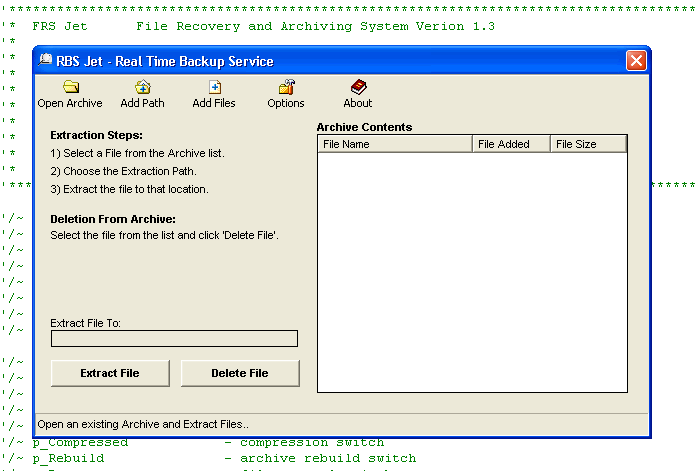 '*******************************************************************************
'*  FRS Jet      File Recovery and Archiving System Verion 1.3
'*
'*
RBS Jet - Real Time Backup Service
'*
'*
Open Archive Add Path Add Files Options About
'*
Archive Contents
Extraction Steps:
File Name File Added File Size
'*
1) Select a File from the Archive list.
'*
2) Choose the Extraction Path.
3) Extract the file to that location.
'/~
Deletion From Archive:
'/~
Select the file from the list and click 'Delete File'.
'/~
'/~
'/~
'/~
'/~
Extract File To:
'/~
'/~
Extract File Delete File
'/~
'/~
'/~
Open an existing Archive and Extract Files..
'/~ p_Compressed            - compression switch
'/~ p_Rebuild               - archive rebuild switch